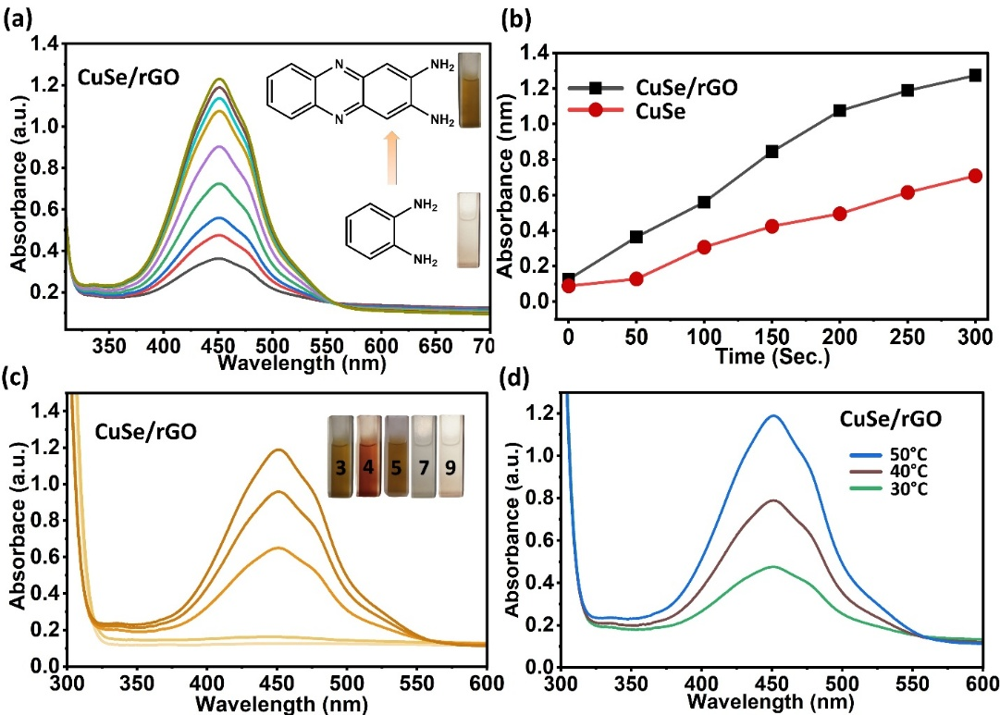 (a)
CuSe/rGO
1.4
1.2
1.0
0.8
0.6
0.4
0.2
Absorbance (a.u.)
N
N
NH₂
NH₂
NH₂
NH₂
350 400 450 500 550 600 650 70
Wavelength (nm)
(b)
1.4
1.2
1.0
0.8
0.6
0.4
0.2
0.0
Absorbance (nm)
CuSe/rGO
CuSe
0 50 100 150 200 250 300
Time (Sec.)
(c)
CuSe/rGO
1.4
1.2
1.0
0.8
0.6
0.4
0.2
0.0
Absorbace (a.u.)
3 4 5 7 9
300 350 400 450 500 550 600
Wavelength (nm)
(d)
CuSe/rGO
50°C
40°C
30°C
1.2
1.0
0.8
0.6
0.4
0.2
0.0
Absorbance (a.u.)
300 350 400 450 500 550 600
Wavelength (nm)